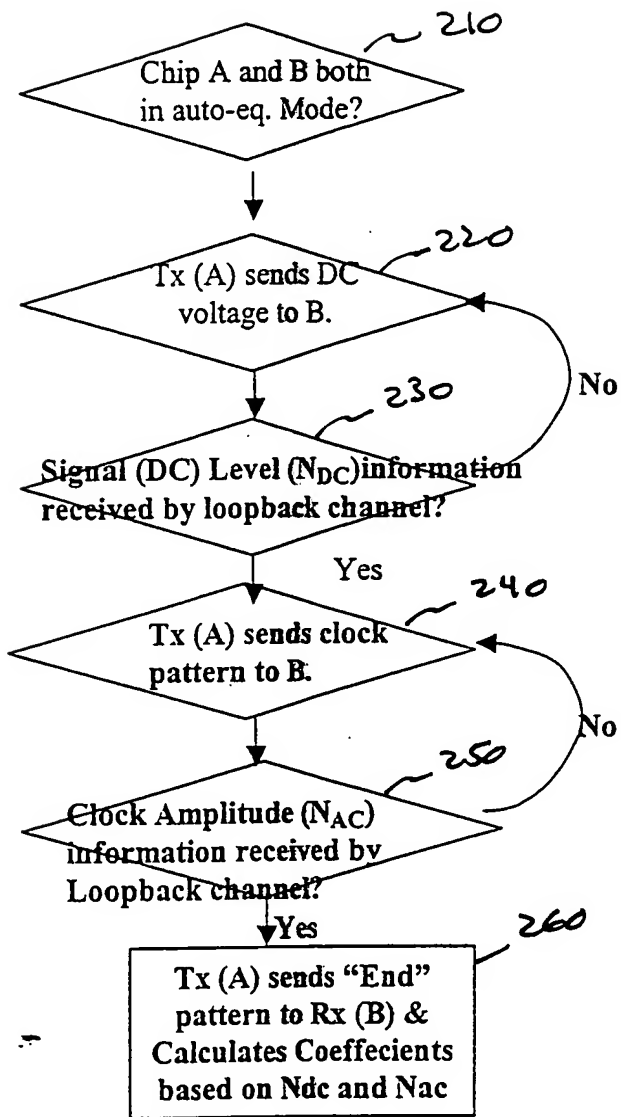 210
Chip A and B both
in auto-eq. Mode?
220
Tx (A) sends DC
voltage to B.
No
230
Signal (DC) Level (NDC)information
received by loopback channel?
Yes
240
Tx (A) sends clock
pattern to B.
No
250
Clock Amplitude (NAC)
information received by
Loopback channel?
Yes
260
Tx (A) sends “End”
pattern to Rx (B) &
Calculates Coeffecients
based on Ndc and Nac